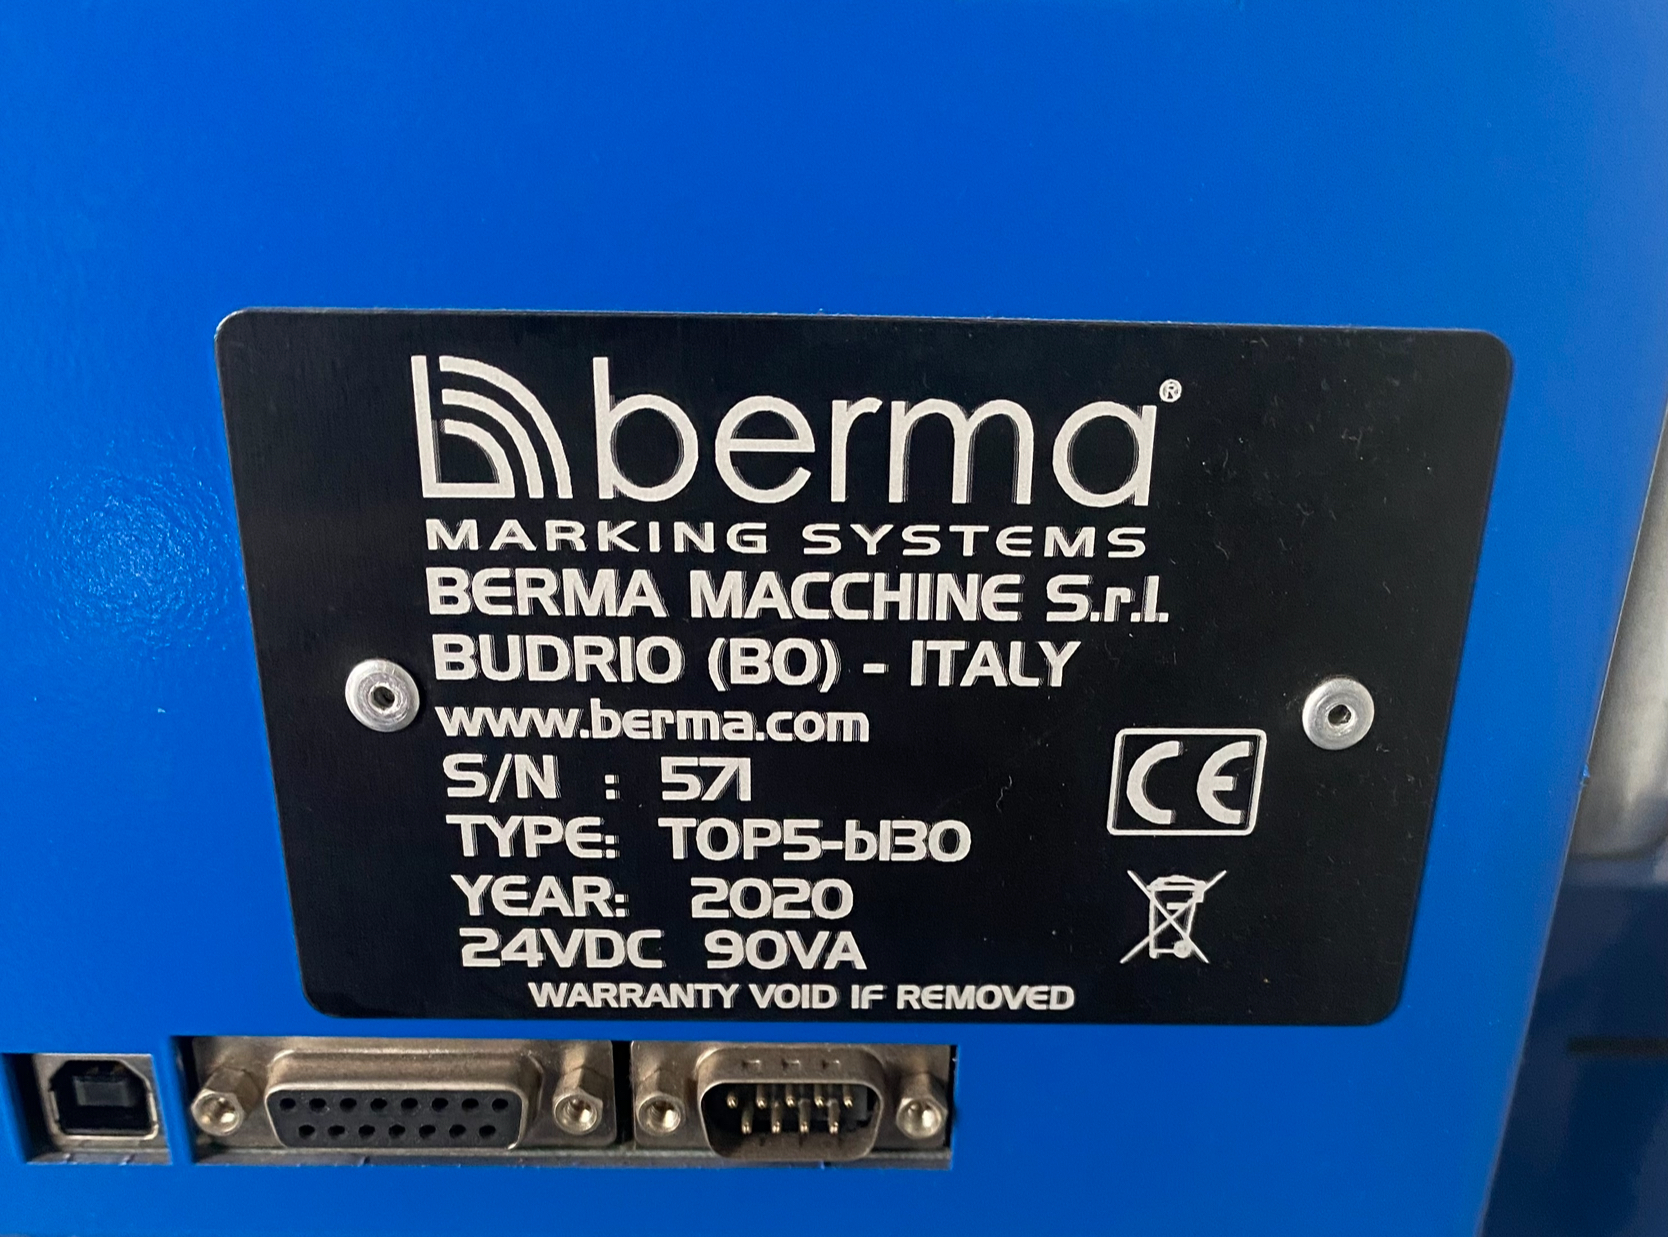 berma®
MARKING SYSTEMS
BERMA MACCHINE S.r.l.
BUDRIO (BO) - ITALY
www.berma.com
S/N : 571
TYPE: TOP5-b130
YEAR: 2020
24VDC 90VA
WARRANTY VOID IF REMOVED
CE